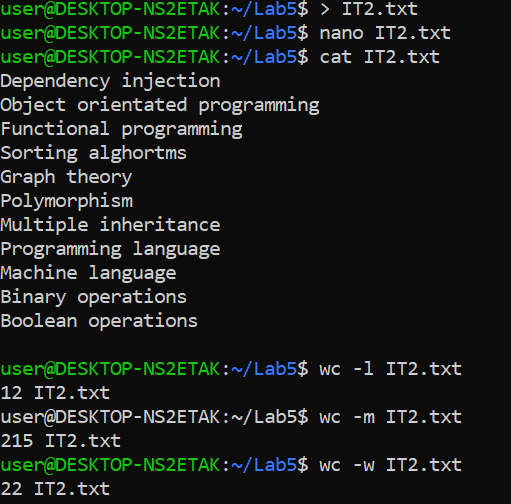 user@DESKTOP-NS2ETAK:~/Lab5$ > IT2.txt
user@DESKTOP-NS2ETAK:~/Lab5$ nano IT2.txt
user@DESKTOP-NS2ETAK:~/Lab5$ cat IT2.txt
Dependency injection
Object orientated programming
Functional programming
Sorting alghortms
Graph theory
Polymorphism
Multiple inheritance
Programming language
Machine language
Binary operations
Boolean operations

user@DESKTOP-NS2ETAK:~/Lab5$ wc -l IT2.txt
12 IT2.txt
user@DESKTOP-NS2ETAK:~/Lab5$ wc -m IT2.txt
215 IT2.txt
user@DESKTOP-NS2ETAK:~/Lab5$ wc -w IT2.txt
22 IT2.txt